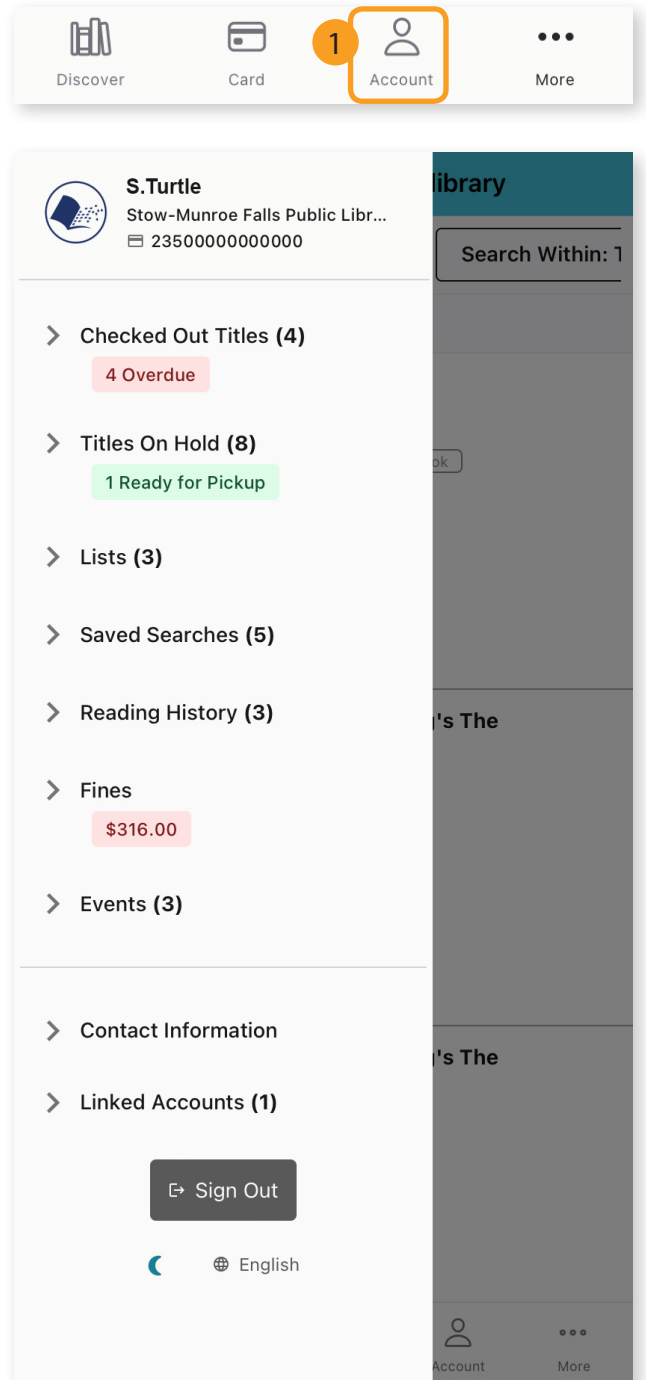 Discover
Card
1
Account
More
S.Turtle
Stow-Munroe Falls Public Libr...
23500000000000
library
Search Within: T
Checked Out Titles (4)
4 Overdue
Titles On Hold (8)
1 Ready for Pickup
ok
Lists (3)
Saved Searches (5)
Reading History (3)
's The
Fines
$316.00
Events (3)
Contact Information
's The
Linked Accounts (1)
Sign Out
English
Account
More